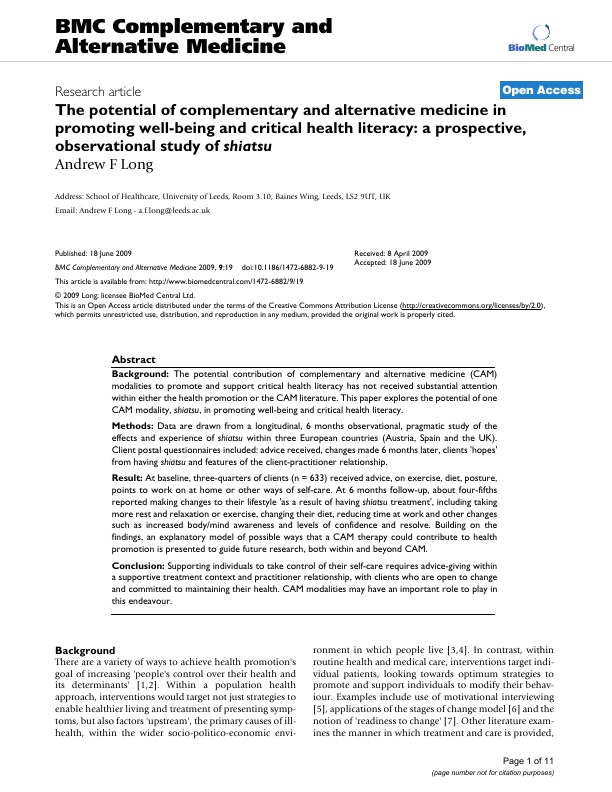 BMC Complementary and
Alternative Medicine
BioMed Central
Research article
Open Access
The potential of complementary and alternative medicine in
promoting well-being and critical health literacy: a prospective,
observational study of shiatsu
Andrew F Long
Address: School of Healthcare, University of Leeds, Room 3.10, Baines Wing, Leeds, LS2 9UT, UK
Email: Andrew F Long - a.f.long@leeds.ac.uk
Published: 18 June 2009
BMC Complementary and Alternative Medicine 2009, 9:19 doi:10.1186/1472-6882-9-19
Received: 8 April 2009
Accepted: 18 June 2009
This article is available from: http://www.biomedcentral.com/1472-6882/9/19
© 2009 Long; licensee BioMed Central Ltd.
This is an Open Access article distributed under the terms of the Creative Commons Attribution License (http://creativecommons.org/licenses/by/2.0),
which permits unrestricted use, distribution, and reproduction in any medium, provided the original work is properly cited.
Abstract
Background: The potential contribution of complementary and alternative medicine (CAM)
modalities to promote and support critical health literacy has not received substantial attention
within either the health promotion or the CAM literature. This paper explores the potential of one
CAM modality, shiatsu, in promoting well-being and critical health literacy.
Methods: Data are drawn from a longitudinal, 6 months observational, pragmatic study of the
effects and experience of shiatsu within three European countries (Austria, Spain and the UK).
Client postal questionnaires included: advice received, changes made 6 months later, clients 'hopes'
from having shiatsu and features of the client-practitioner relationship.
Result: At baseline, three-quarters of clients (n = 633) received advice, on exercise, diet, posture,
points to work on at home or other ways of self-care. At 6 months follow-up, about four-fifths
reported making changes to their lifestyle 'as a result of having shiatsu treatment', including taking
more rest and relaxation or exercise, changing their diet, reducing time at work and other changes
such as increased body/mind awareness and levels of confidence and resolve. Building on the
findings, an explanatory model of possible ways that a CAM therapy could contribute to health
promotion is presented to guide future research, both within and beyond CAM.
Conclusion: Supporting individuals to take control of their self-care requires advice-giving within
a supportive treatment context and practitioner relationship, with clients who are open to change
and committed to maintaining their health. CAM modalities may have an important role to play in
this endeavour.
Background
There are a variety of ways to achieve health promotion's
goal of increasing 'people's control over their health and
its determinants' [1,2]. Within a population health
approach, interventions would target not just strategies to
enable healthier living and treatment of presenting symp-
toms, but also factors 'upstream', the primary causes of ill-
health, within the wider socio-politico-economic envi-
ronment in which people live [3,4]. In contrast, within
routine health and medical care, interventions target indi-
vidual patients, looking towards optimum strategies to
promote and support individuals to modify their behav-
iour. Examples include use of motivational interviewing
[5], applications of the stages of change model [6] and the
notion of 'readiness to change' [7]. Other literature exam-
ines the manner in which treatment and care is provided,
Page 1 of 11
(page number not for citation purposes)